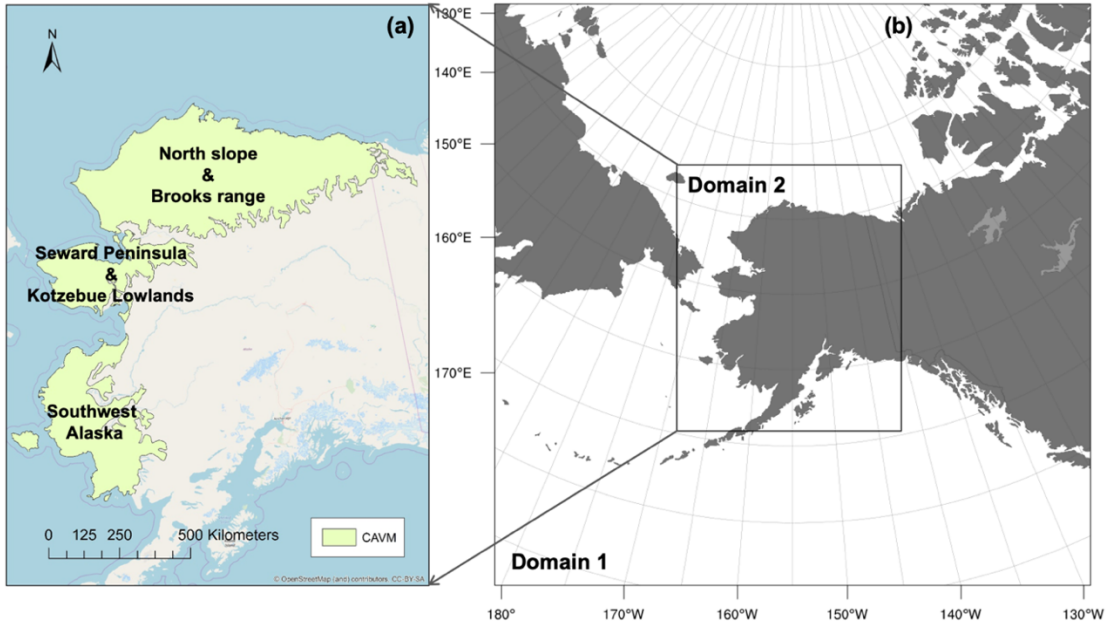 (a)
N
North slope
&
Brooks range
Seward Peninsula
&
Kotzebue Lowlands
Southwest
Alaska
0 125 250 500 Kilometers
CAVM
© OpenStreetMap (and) contributors, CC-BY-SA
(b)
130°E
140°E
150°E
160°E
170°E
Domain 2
Domain 1
180° 170°W 160°W 150°W 140°W 130°W